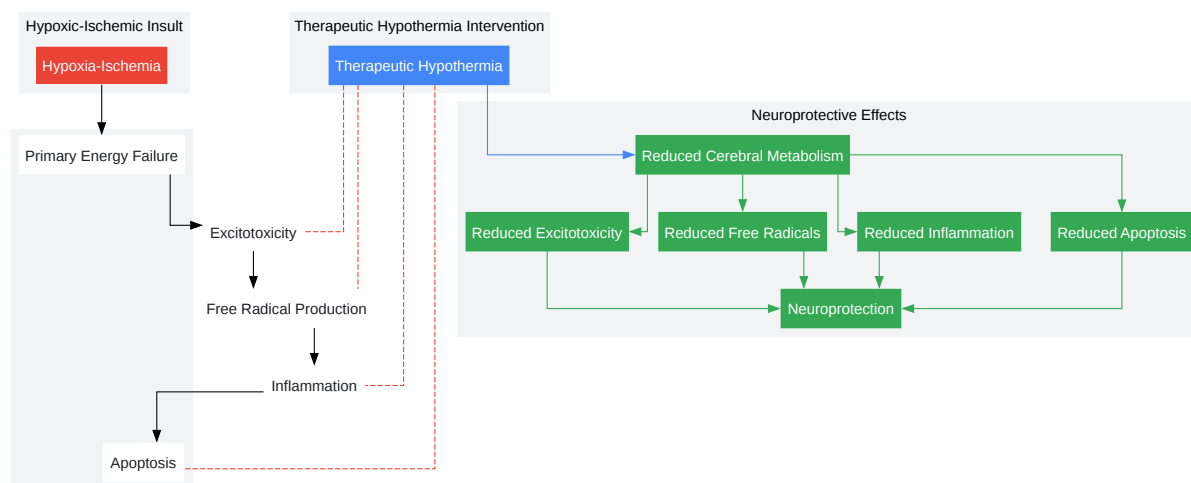 Hypoxic-Ischemic Insult
Hypoxia-Ischemia
Therapeutic Hypothermia Intervention
Therapeutic Hypothermia
Primary Energy Failure
Excitotoxicity
Free Radical Production
Inflammation
Apoptosis
Neuroprotective Effects
Reduced Cerebral Metabolism
Reduced Excitotoxicity
Reduced Free Radicals
Reduced Inflammation
Reduced Apoptosis
Neuroprotection